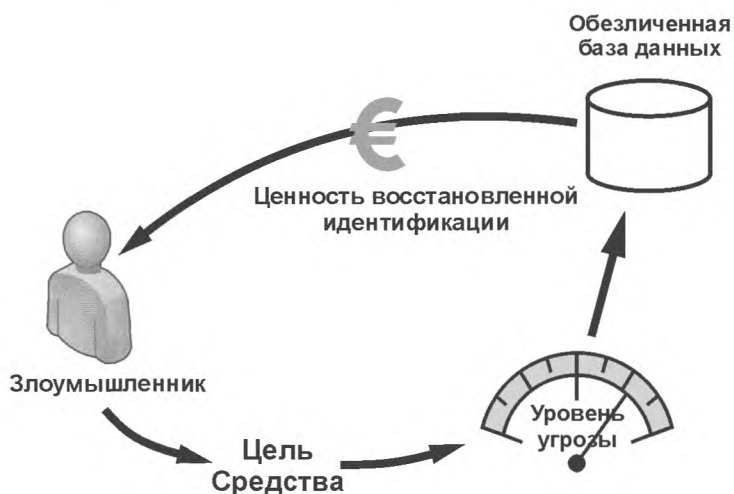 Обезличенная
база данных
€
Ценность восстановленной
идентификации
Злоумышленник
Цель
Средства
Уровень
угрозы